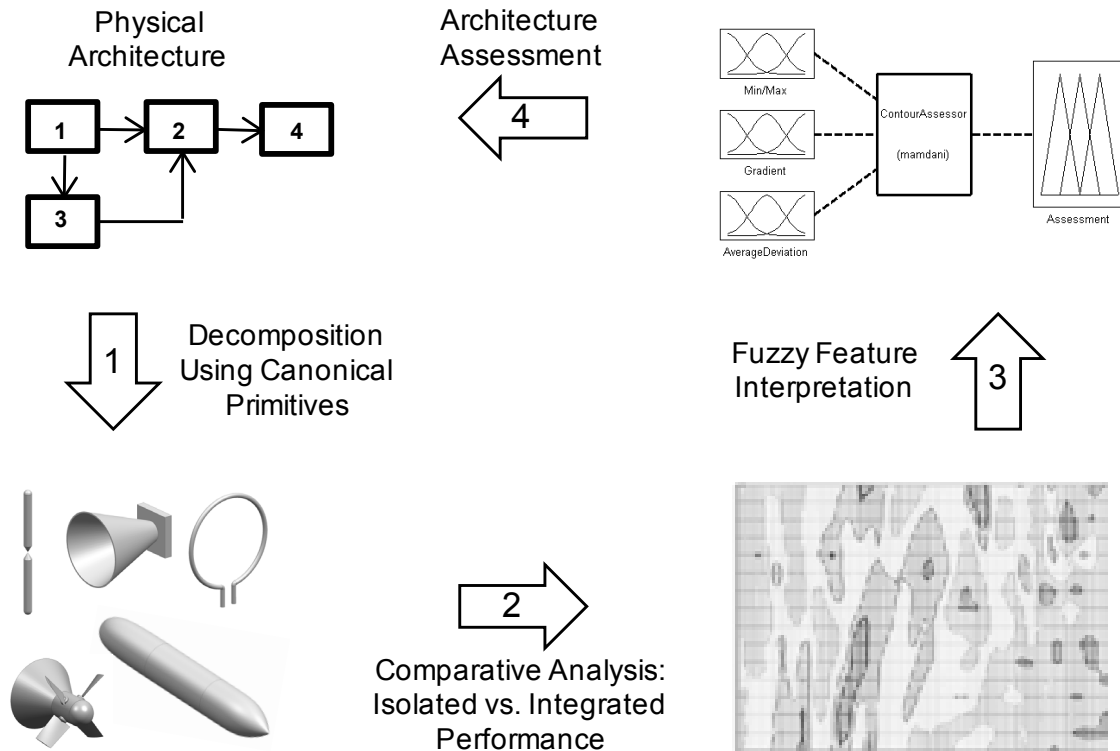 Physical
Architecture
1
2
4
3
Architecture
Assessment
4
Min/Max
Gradient
AverageDeviation
ContourAssessor
(mamdani)
Assessment
1
Decomposition
Using Canonical
Primitives
Fuzzy Feature
Interpretation
3
2
Comparative Analysis:
Isolated vs. Integrated
Performance